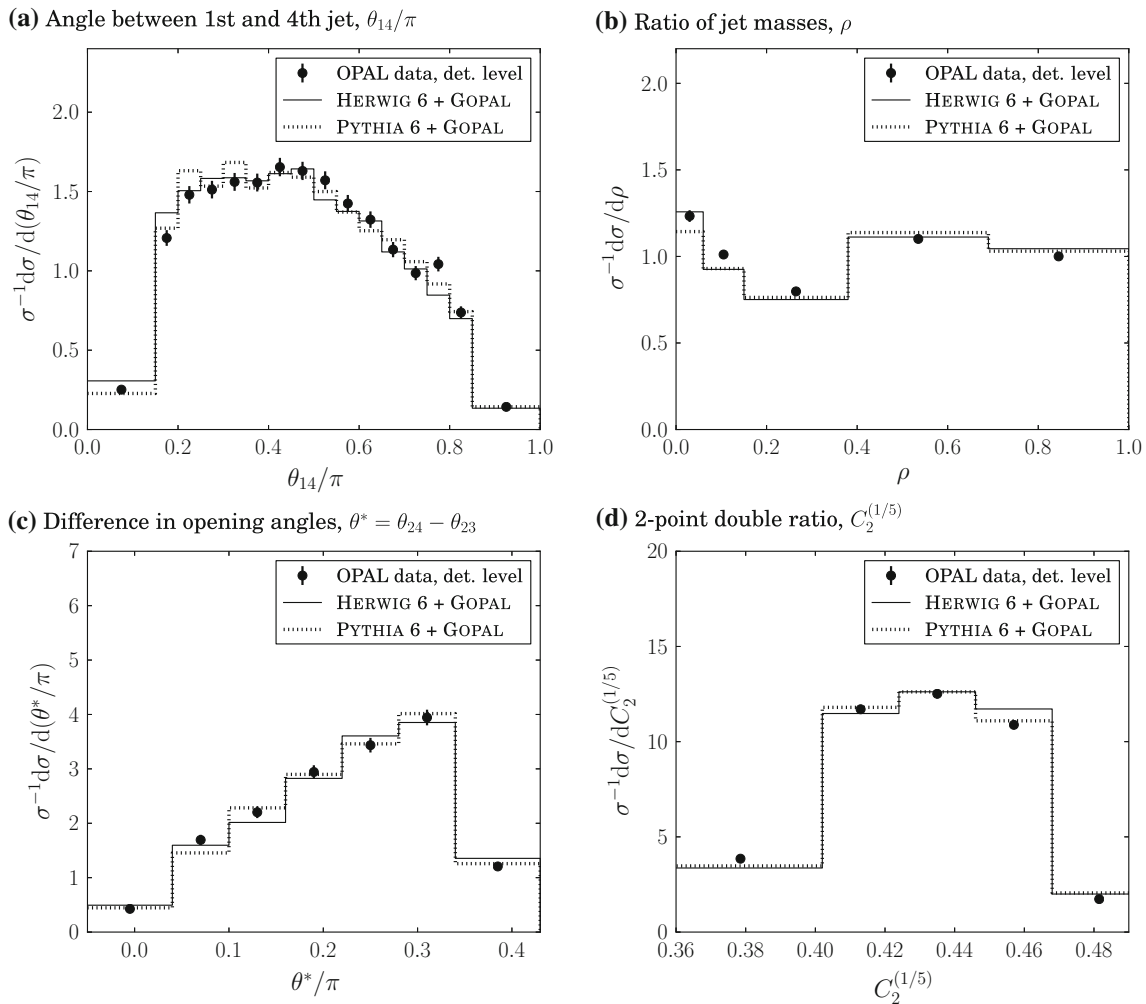 (a) Angle between 1st and 4th jet, θ₁₄/π
OPAL data, det. level
HERWIG 6 + GOPAL
PYTHIA 6 + GOPAL
σ⁻¹dσ/d(θ₁₄/π)
2.0
1.5
1.0
0.5
0.0
0.0 0.2 0.4 0.6 0.8 1.0
θ₁₄/π
(b) Ratio of jet masses, ρ
OPAL data, det. level
HERWIG 6 + GOPAL
PYTHIA 6 + GOPAL
σ⁻¹dσ/dρ
2.0
1.5
1.0
0.5
0.0
0.0 0.2 0.4 0.6 0.8 1.0
ρ
(c) Difference in opening angles, θ* = θ₂₄ − θ₂₃
OPAL data, det. level
HERWIG 6 + GOPAL
PYTHIA 6 + GOPAL
σ⁻¹dσ/d(θ*/π)
7
6
5
4
3
2
1
0
0.0 0.1 0.2 0.3 0.4
θ*/π
(d) 2-point double ratio, C₂^(1/5)
OPAL data, det. level
HERWIG 6 + GOPAL
PYTHIA 6 + GOPAL
σ⁻¹dσ/dC₂^(1/5)
20
15
10
5
0
0.36 0.38 0.40 0.42 0.44 0.46 0.48
C₂^(1/5)